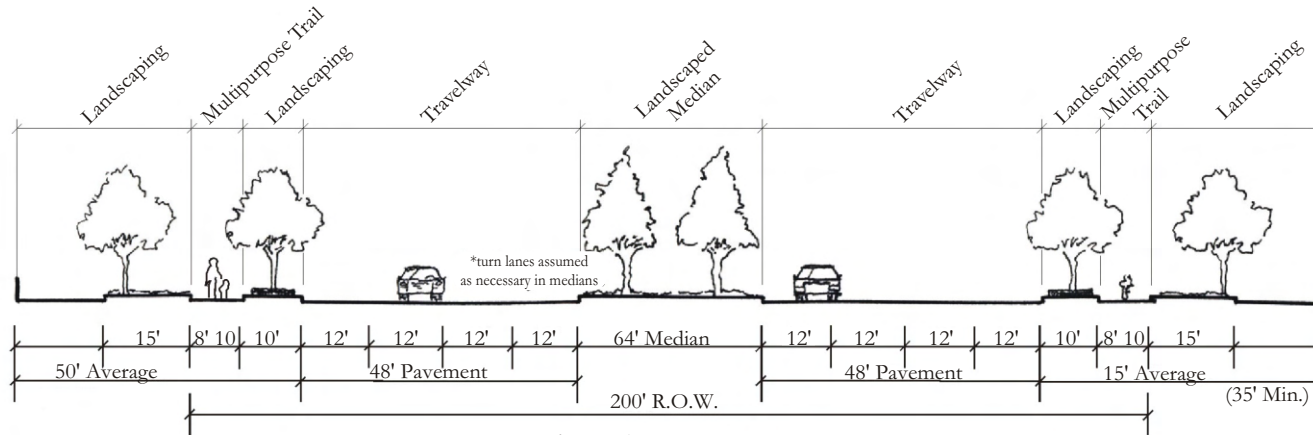 Landscaping
Multipurpose Trail
Landscaping
Travelway
Landscaped
Median
Travelway
Landscaping
Multipurpose
Trail
Landscaping
*turn lanes assumed
as necessary in medians
15' 8' 10 10' 12' 12' 12' 12' 64' Median 12' 12' 12' 12' 10' 8' 10 15'
50' Average 48' Pavement 48' Pavement 15' Average
(35' Min.)
200' R.O.W.